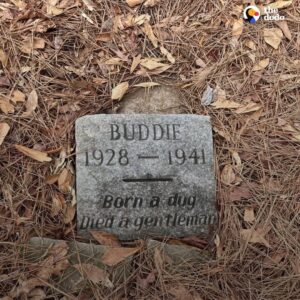 the
dodo
BUDDIE
1928 — 1941
Born a dog
Died a gentleman